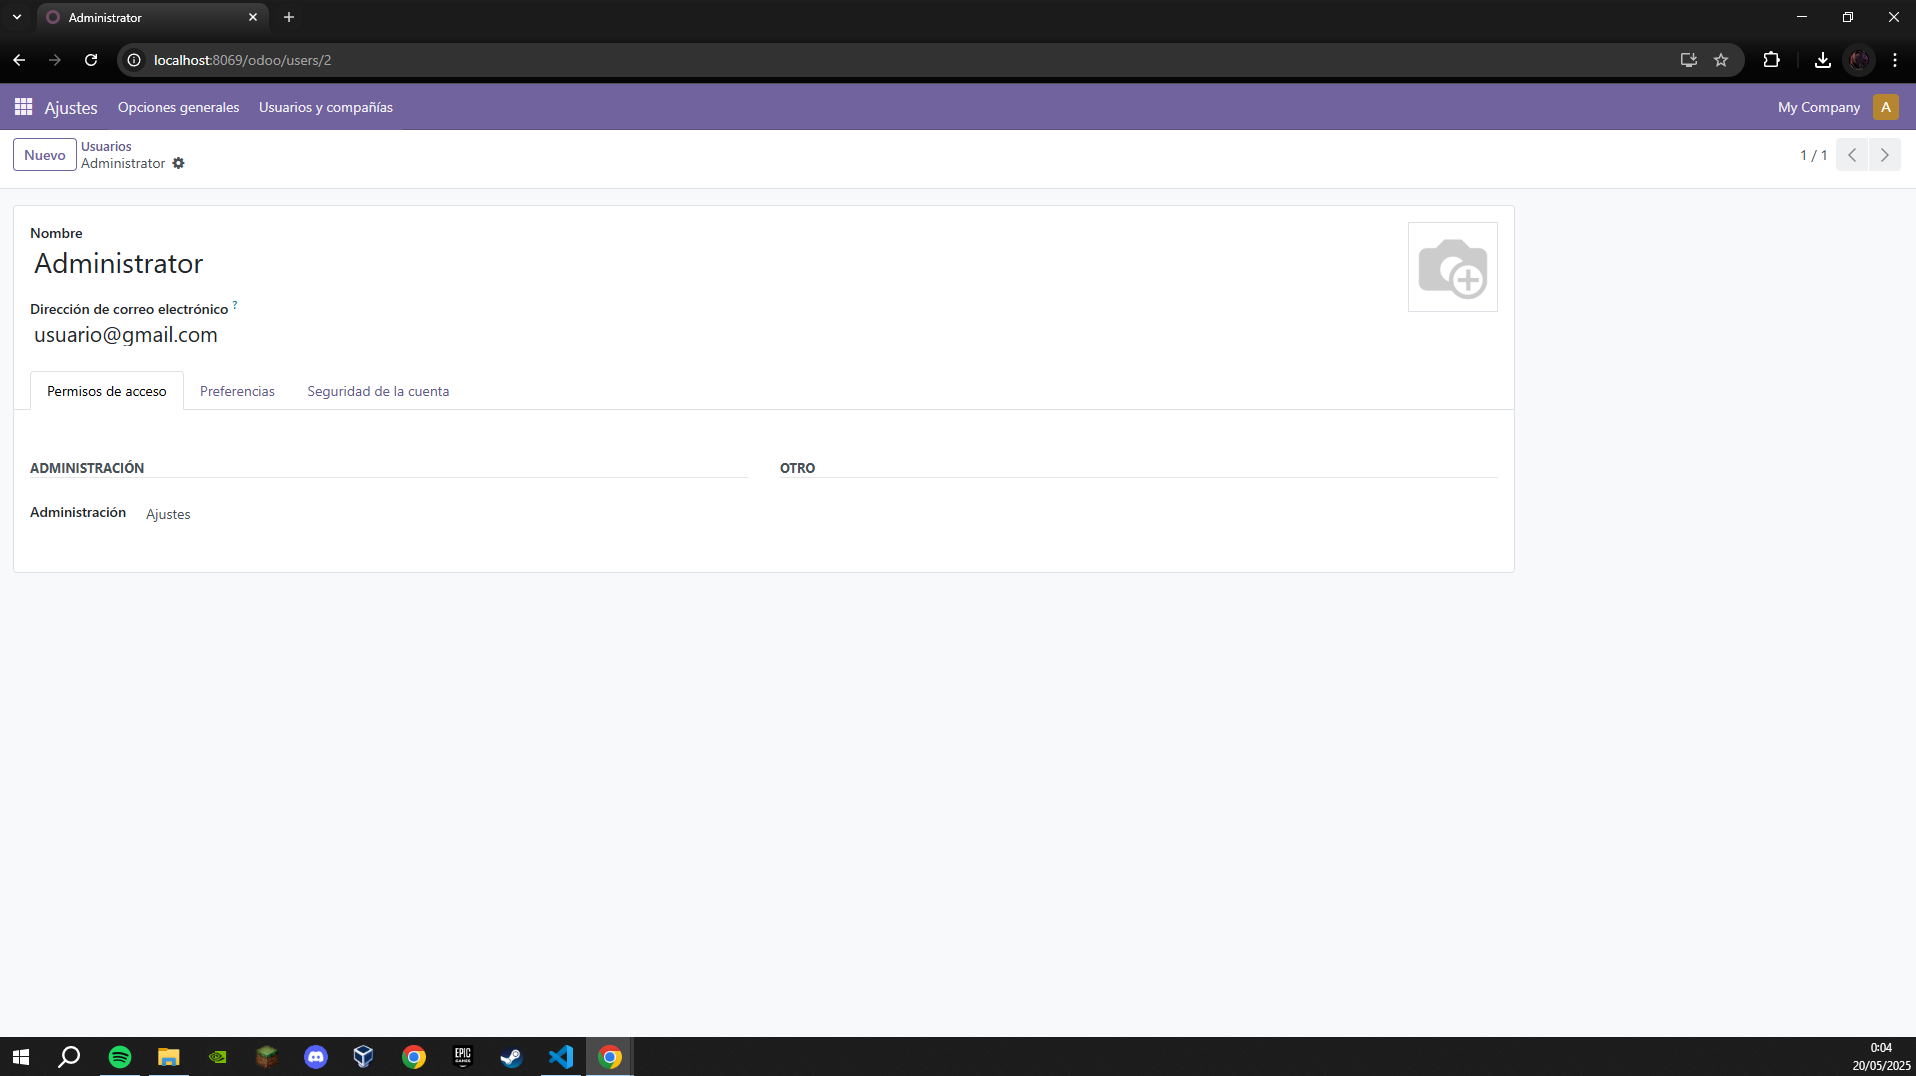 Administrator
localhost:8069/odoo/users/2
Ajustes Opciones generales Usuarios y compañías My Company A
Nuevo Usuarios
Administrator
1 / 1
Nombre
Administrator
Dirección de correo electrónico ?
usuario@gmail.com
Permisos de acceso Preferencias Seguridad de la cuenta
ADMINISTRACIÓN OTRO
Administración Ajustes
EPIC
GAMES
0:04
20/05/2025